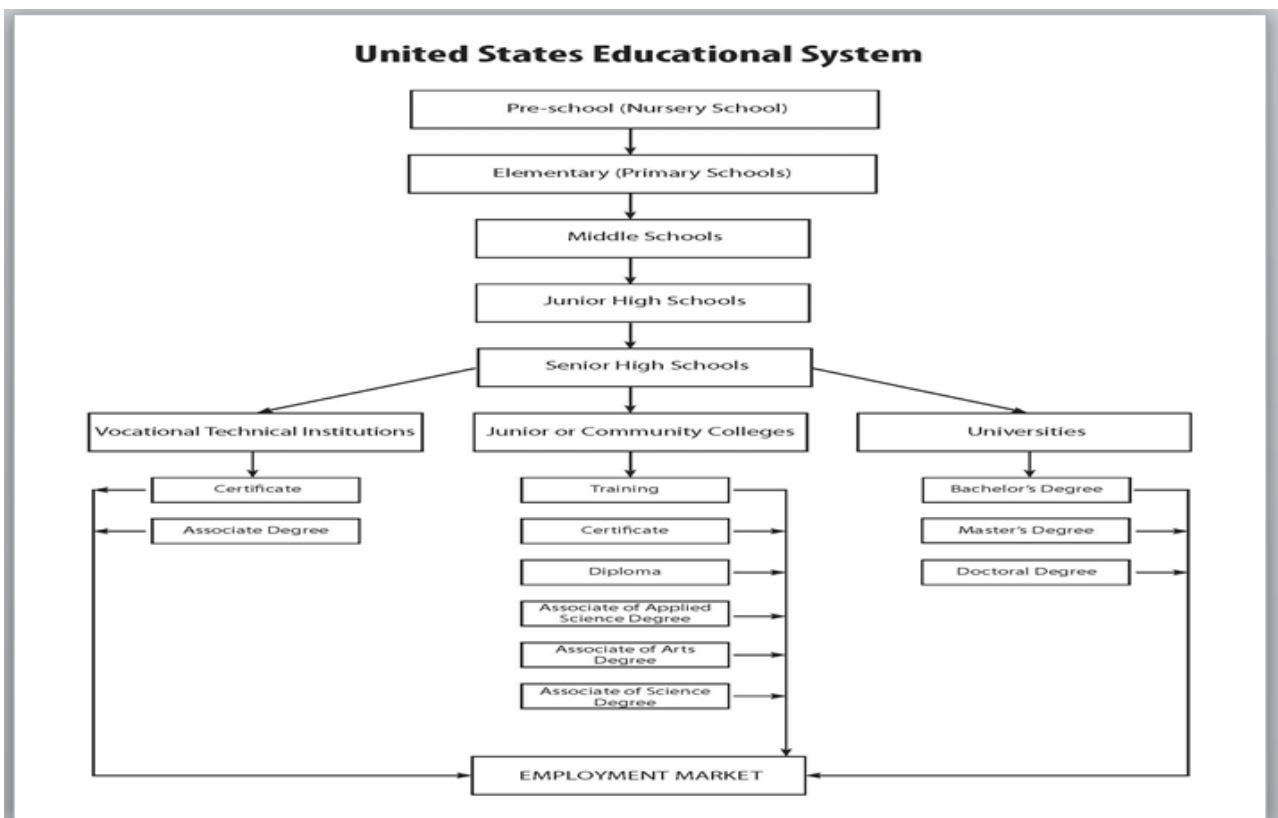 United States Educational System
Pre-school (Nursery School)
Elementary (Primary Schools)
Middle Schools
Junior High Schools
Senior High Schools
Vocational Technical Institutions
Certificate
Associate Degree
Junior or Community Colleges
Training
Certificate
Diploma
Associate of Applied
Science Degree
Associate of Arts
Degree
Associate of Science
Degree
Universities
Bachelor's Degree
Master's Degree
Doctoral Degree
EMPLOYMENT MARKET